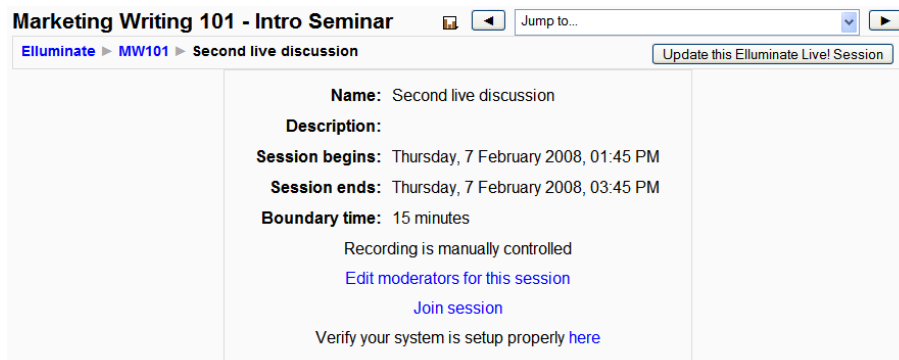 Marketing Writing 101 - Intro Seminar
Jump to...
Elluminate ► MW101 ► Second live discussion
Update this Elluminate Live! Session
Name: Second live discussion
Description:
Session begins: Thursday, 7 February 2008, 01:45 PM
Session ends: Thursday, 7 February 2008, 03:45 PM
Boundary time: 15 minutes
Recording is manually controlled
Edit moderators for this session
Join session
Verify your system is setup properly here